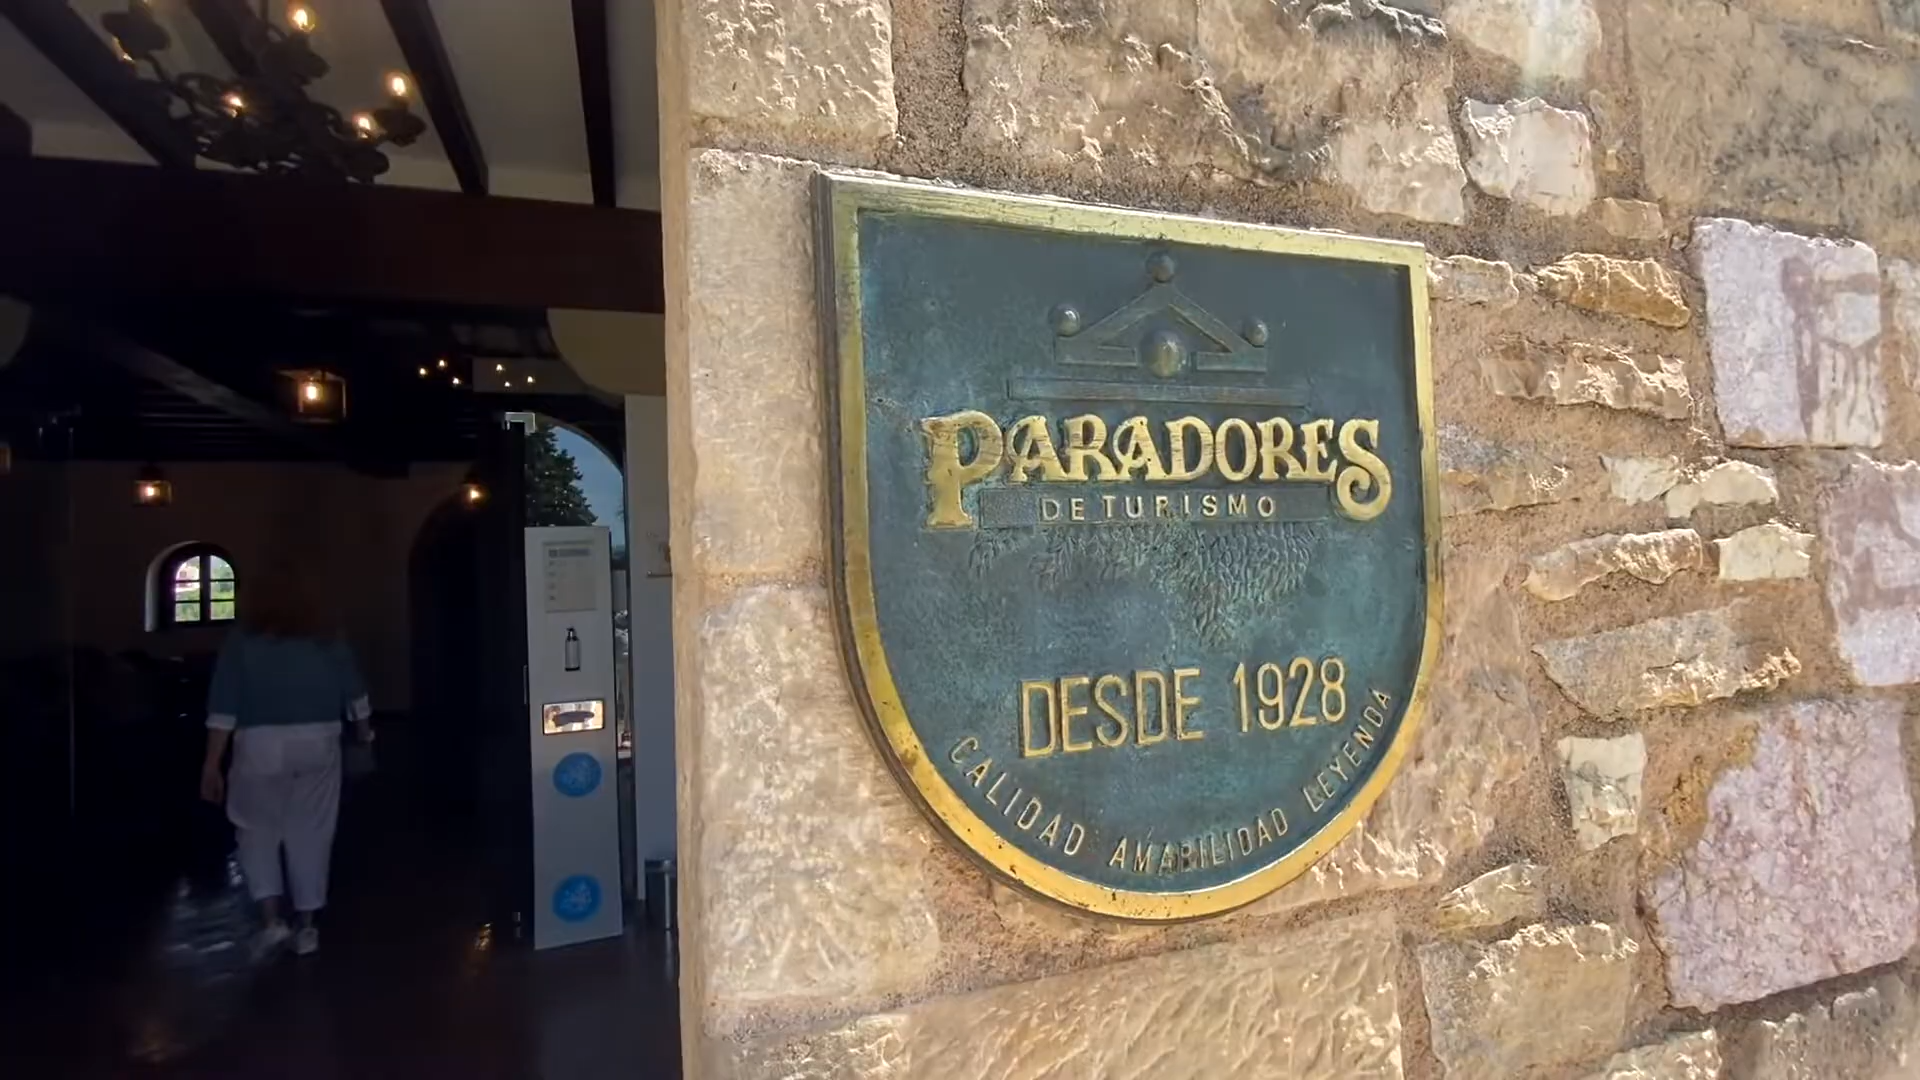 PARADORES
DE TURISMO
DESDE 1928
CALIDAD AMABILIDAD LEYENDA